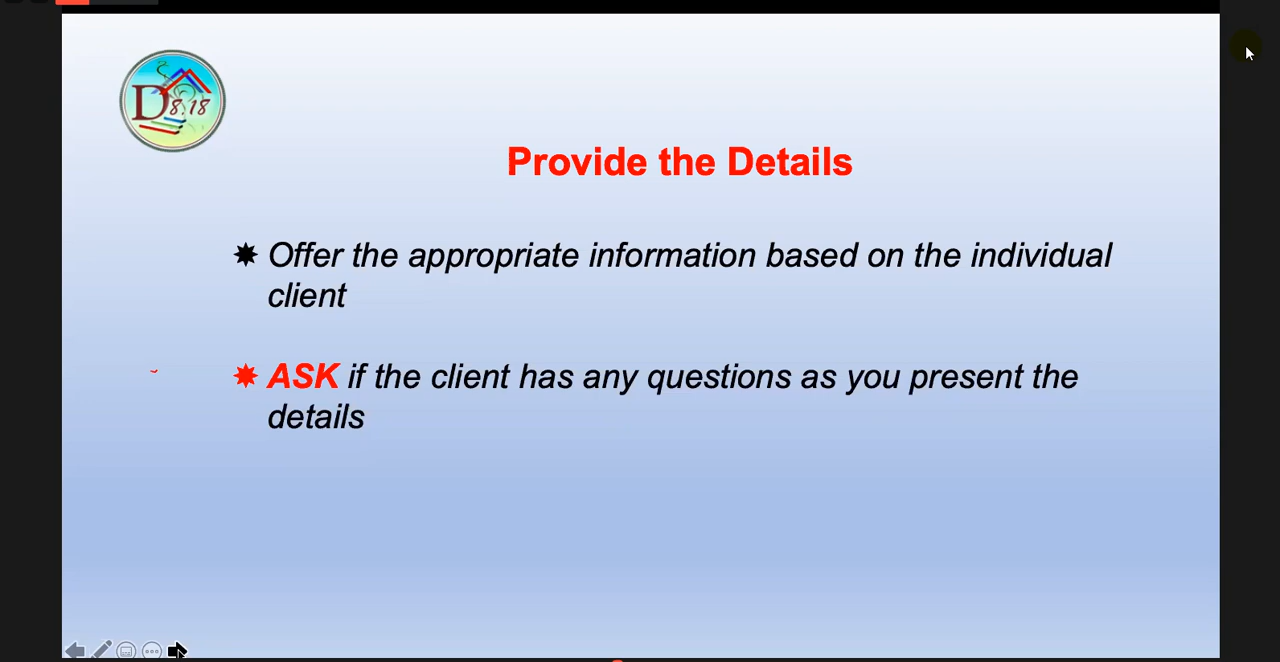 D8.18
Provide the Details
Offer the appropriate information based on the individual
client
ASK if the client has any questions as you present the
details